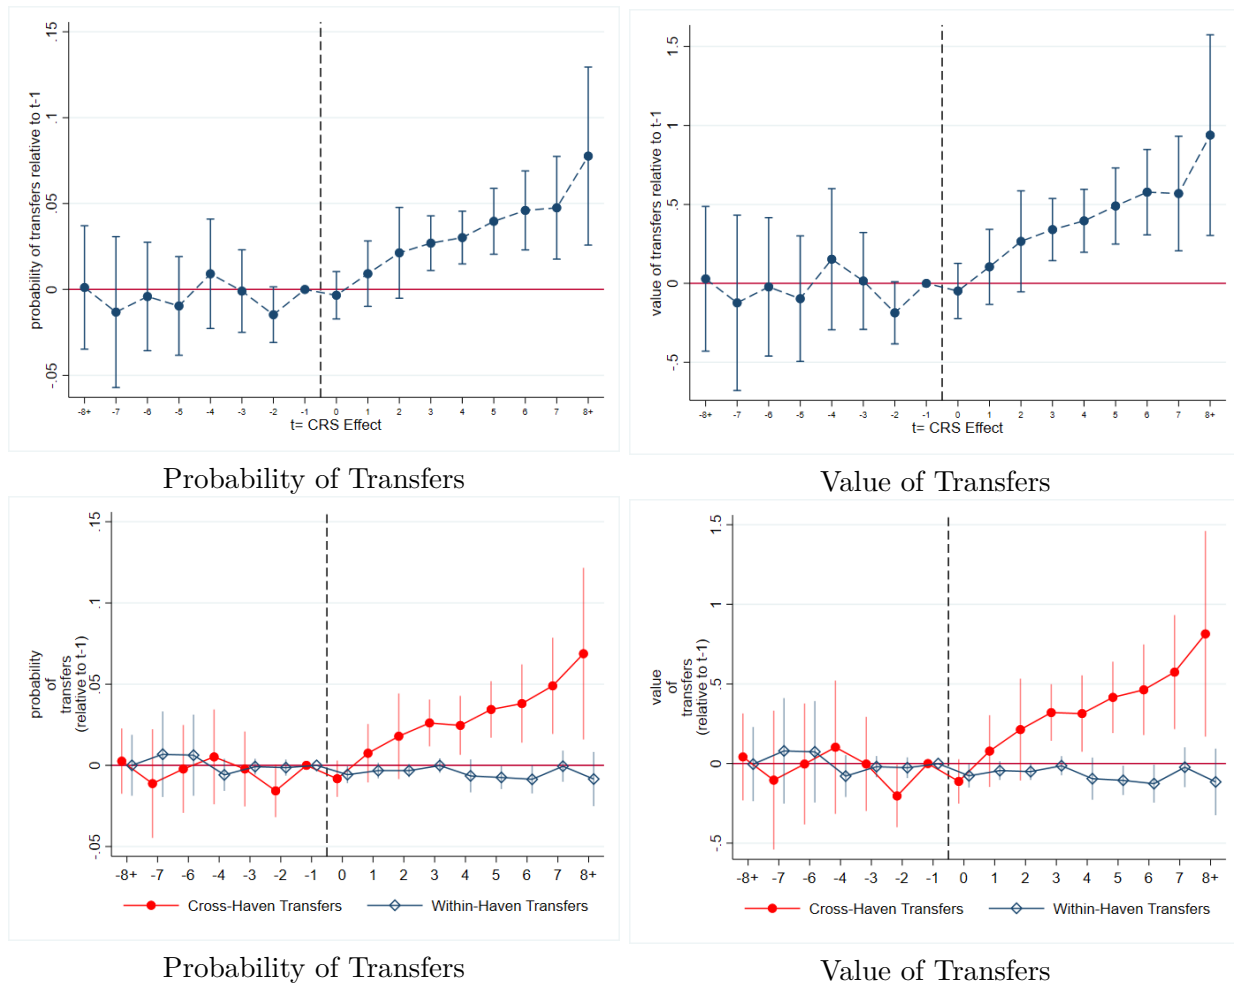 probability of transfers relative to t-1
.15
.1
.05
0
-.05
-8+ -7 -6 -5 -4 -3 -2 -1 0 1 2 3 4 5 6 7 8+
t= CRS Effect
Probability of Transfers
value of transfers relative to t-1
1.5
1
.5
0
-.5
-8+ -7 -6 -5 -4 -3 -2 -1 0 1 2 3 4 5 6 7 8+
t= CRS Effect
Value of Transfers
probability
of
transfers
(relative to t-1)
.15
.1
.05
0
-.05
-8+ -7 -6 -5 -4 -3 -2 -1 0 1 2 3 4 5 6 7 8+
Cross-Haven Transfers Within-Haven Transfers
Probability of Transfers
value
of
transfers
(relative to t-1)
1.5
1
.5
0
-.5
-8+ -7 -6 -5 -4 -3 -2 -1 0 1 2 3 4 5 6 7 8+
Cross-Haven Transfers Within-Haven Transfers
Value of Transfers